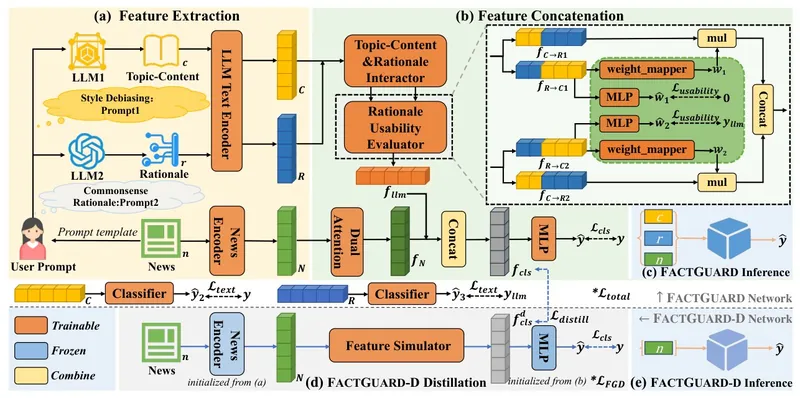 (a) Feature Extraction
LLM1
Topic-Content
c
Style Debiasing:
Prompt1
LLM2
Rationale
r
Commonsense
Rationale:Prompt2
LLM Text Encoder
C
R
User Prompt
Prompt template
News
n
News
Encoder
N
(b) Feature Concatenation
Topic-Content
&Rationale
Interactor
Rationale
Usability
Evaluator
f_llm
Dual
Attention
f_N
Concat
f_cls
MLP
ŷ
ℒ_cls
y
f_C→R1
f_R→C1
weight_mapper
w_1
mul
MLP
ŵ_1
ℒ_usability
0
MLP
ŵ_2
ℒ_usability
y_llm
f_R→C2
weight_mapper
w_2
f_C→R2
mul
Concat
c
r
n
ŷ
(c) FACTGUARD Inference
C
Classifier
ŷ_2
ℒ_text
y
R
Classifier
ŷ_3
ℒ_text
y_llm
*ℒ_total
↑ FACTGUARD Network
← FACTGUARD-D Network
Trainable
Frozen
Combine
News
n
News
Encoder
initialized from (a)
N
Feature Simulator
f^d_cls
ℒ_distill
MLP
ŷ
ℒ_cls
y
(d) FACTGUARD-D Distillation
initialized from (b)
*ℒ_FGD
n
ŷ
(e) FACTGUARD-D Inference